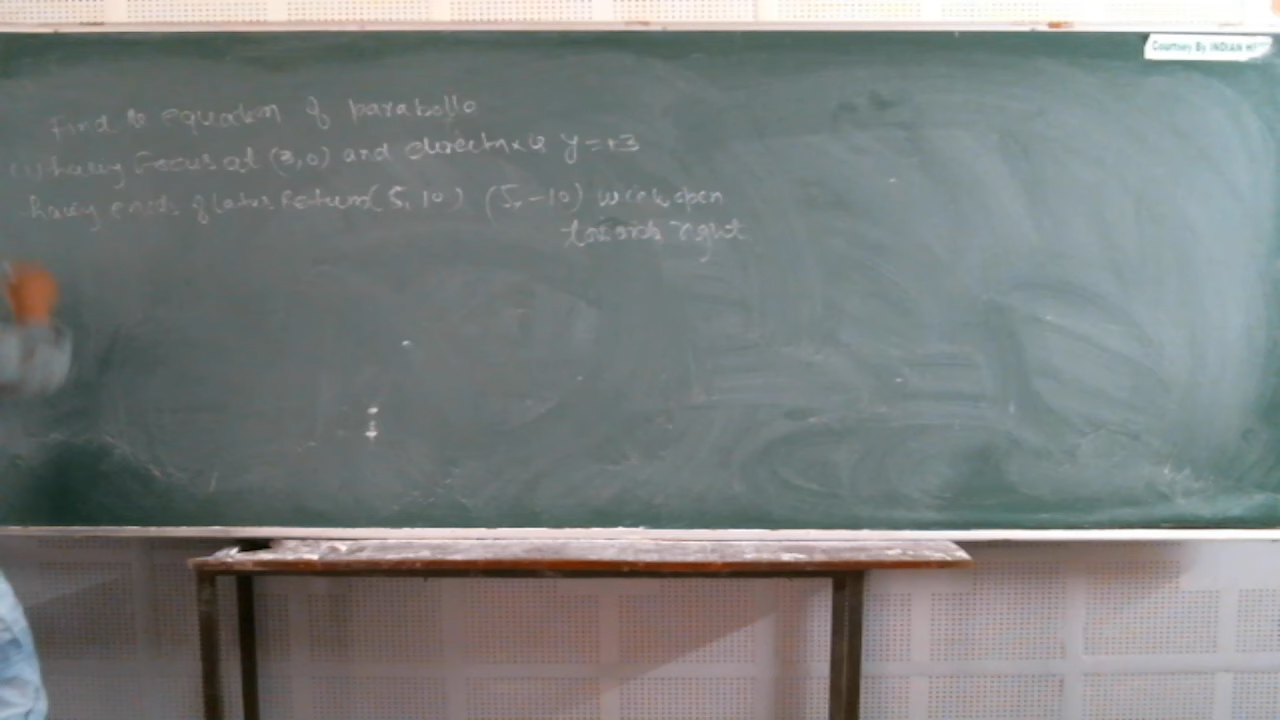 Courtesy By INDIAN
Find the equation of parabolla
(i) having Focus at (3,0) and directrix is y=+3
having ends of latus Rectum (5, 10) (5,-10) which open
towards right